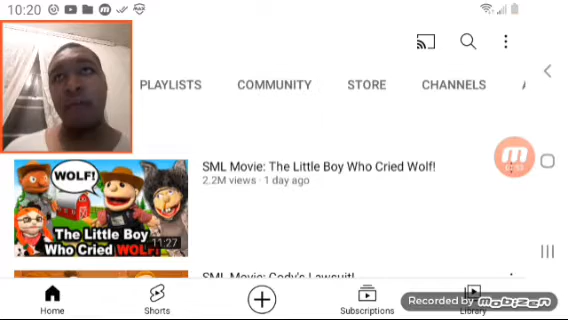 10:20
PLAYLISTS COMMUNITY STORE CHANNELS
WOLF!
The Little Boy
Who Cried WOLF!
11:27
SML Movie: The Little Boy Who Cried Wolf!
2.2M views · 1 day ago
SML Movie: Cody's Lawsuit!
Home Shorts Subscriptions Library
Recorded by mobizen